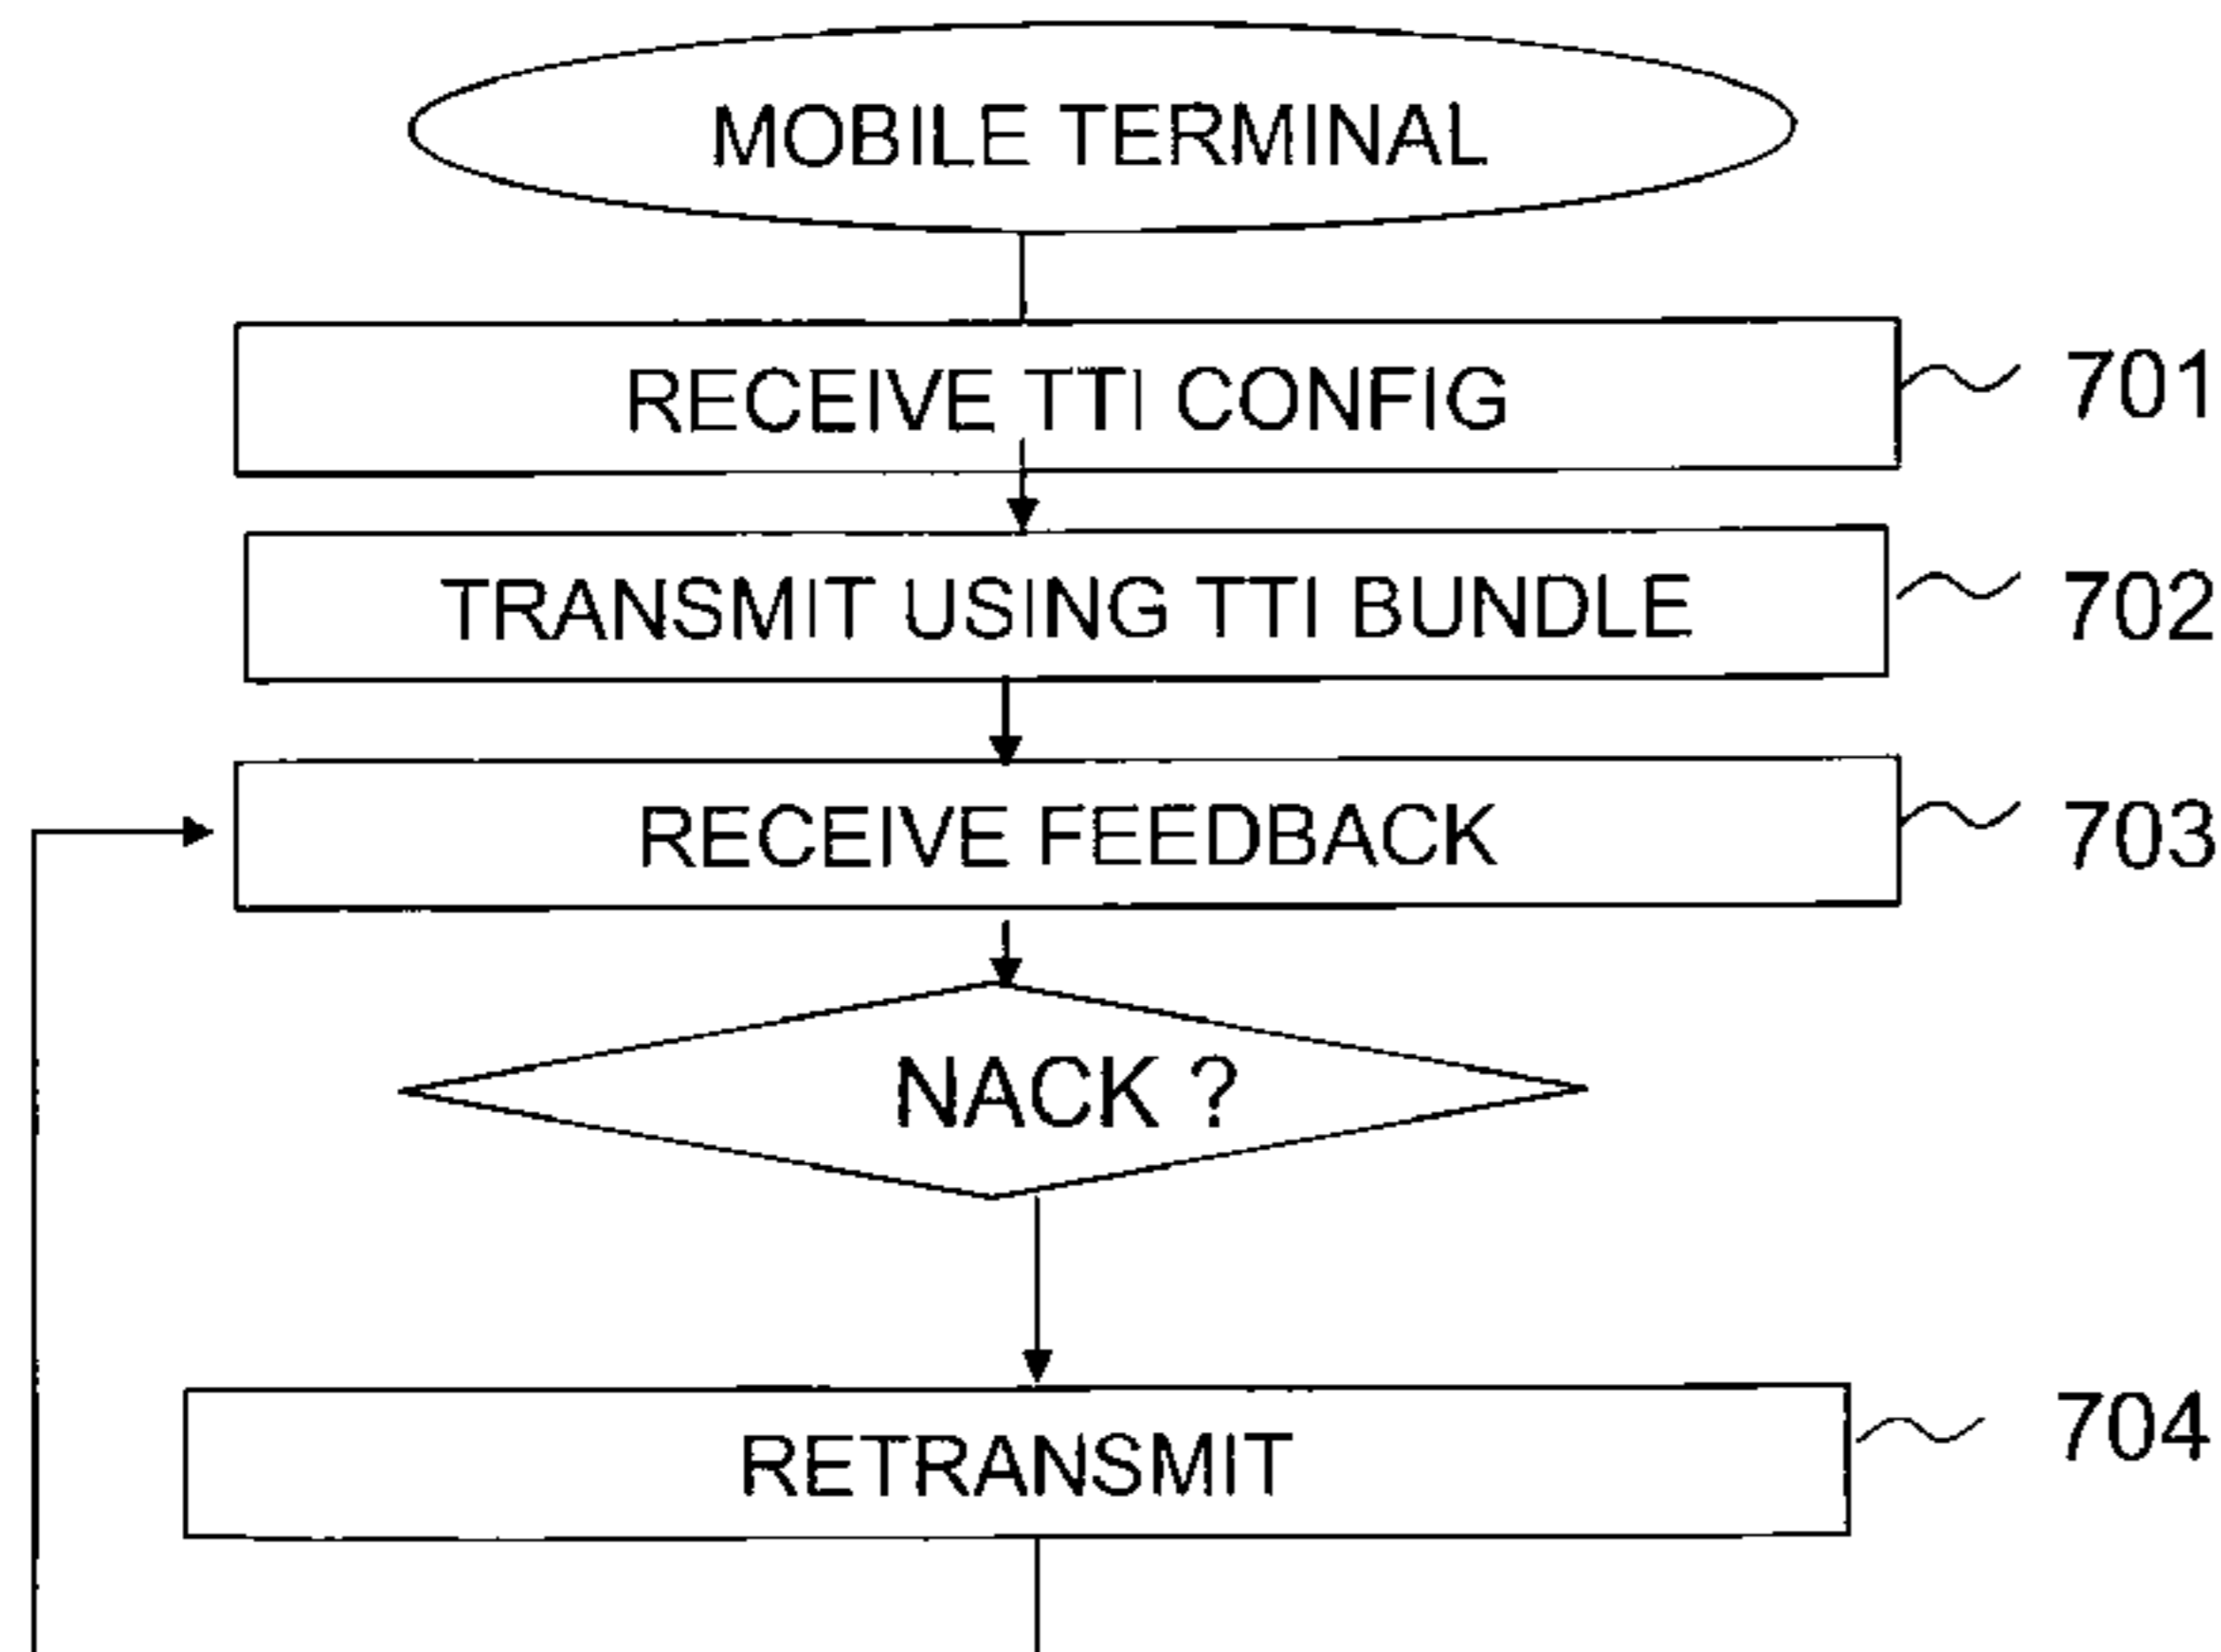 MOBILE TERMINAL
RECEIVE TTI CONFIG
701
TRANSMIT USING TTI BUNDLE
702
RECEIVE FEEDBACK
703
NACK ?
RETRANSMIT
704